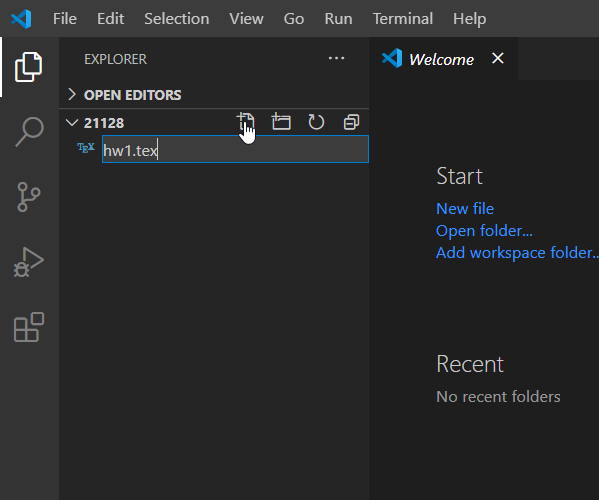 File Edit Selection View Go Run Terminal Help
EXPLORER
Welcome
OPEN EDITORS
21128
TEX hw1.tex
Start
New file
Open folder...
Add workspace folder..
Recent
No recent folders